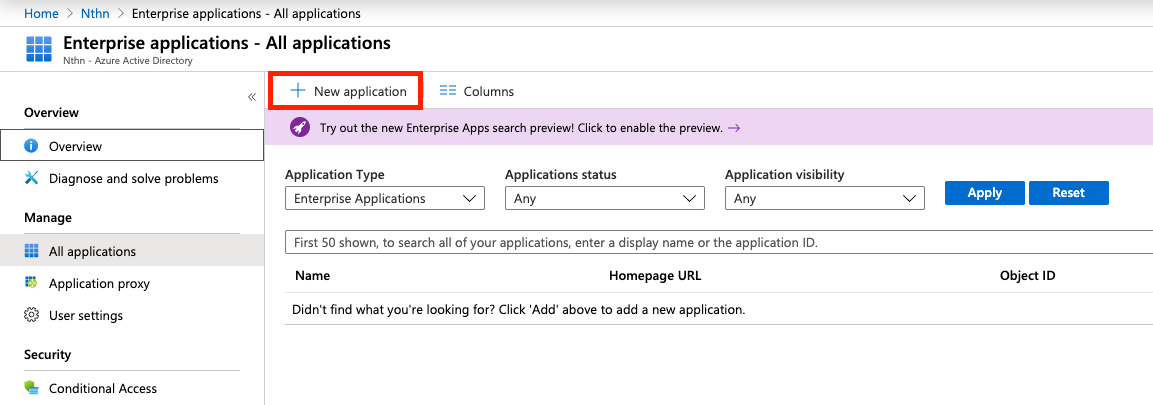 Home > Nthn > Enterprise applications - All applications
Enterprise applications - All applications
Nthn - Azure Active Directory
«
Overview
Overview
Diagnose and solve problems
Manage
All applications
Application proxy
User settings
Security
Conditional Access
+ New application Columns
Try out the new Enterprise Apps search preview! Click to enable the preview. →
Application Type Applications status Application visibility
Enterprise Applications Any Any Apply Reset
First 50 shown, to search all of your applications, enter a display name or the application ID.
Name Homepage URL Object ID
Didn't find what you're looking for? Click 'Add' above to add a new application.